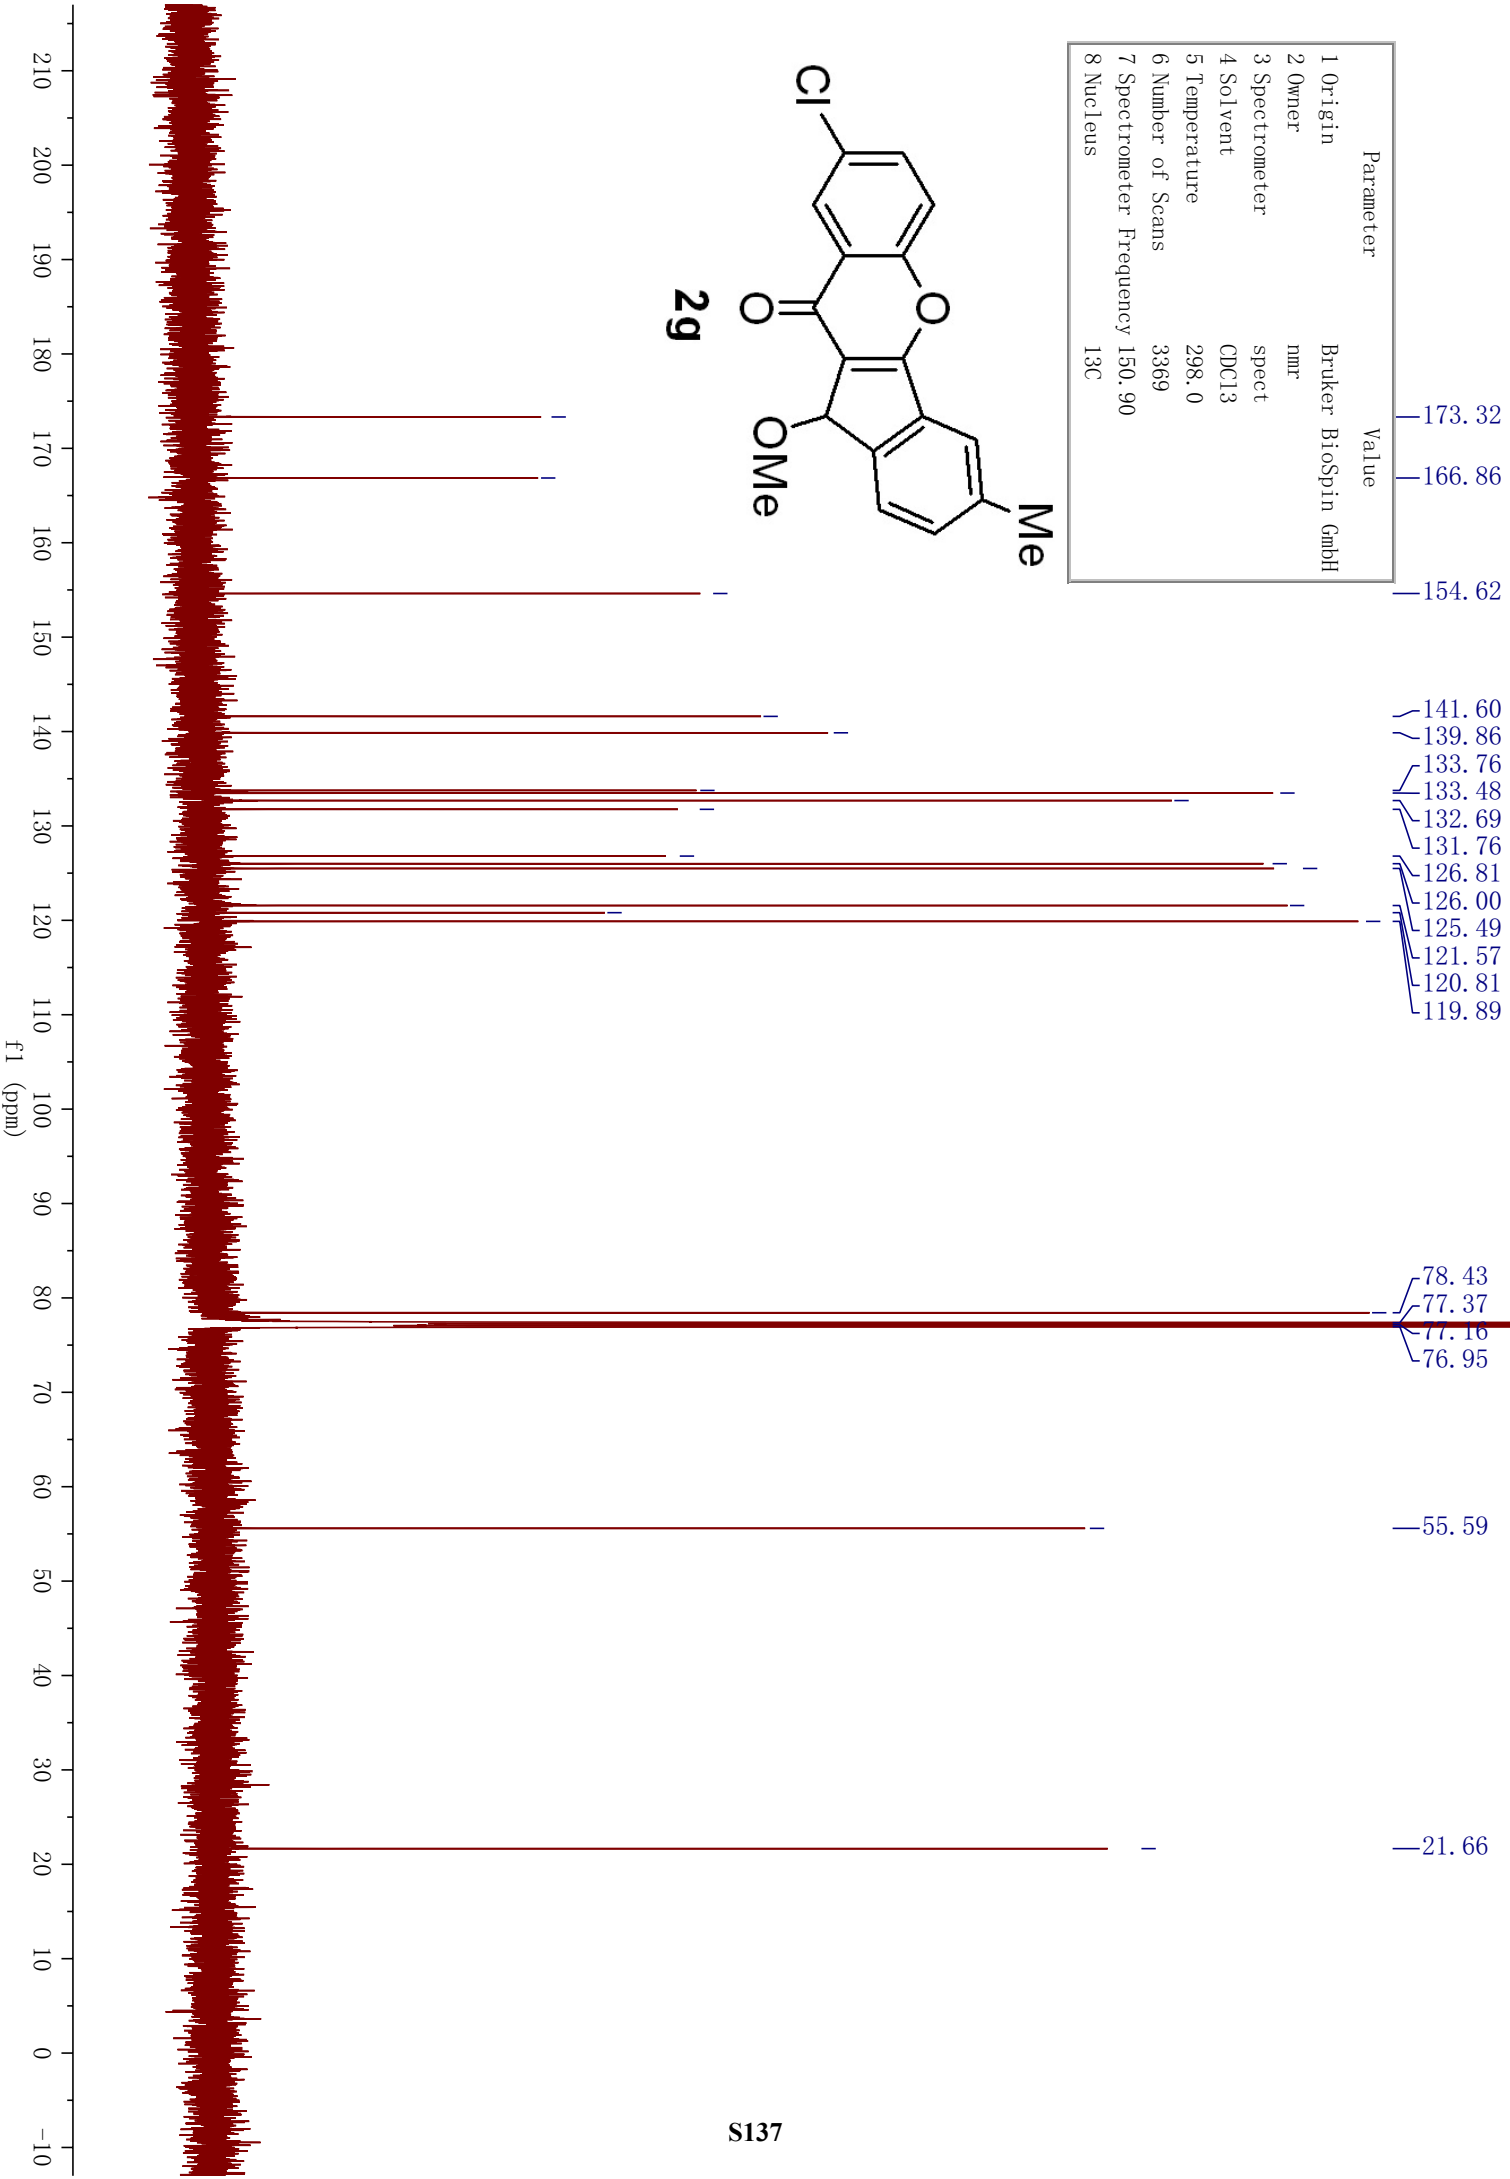 Parameter Value
1 Origin Bruker BioSpin GmbH
2 Owner nmr
3 Spectrometer spect
4 Solvent CDCl3
5 Temperature 298.0
6 Number of Scans 3369
7 Spectrometer Frequency 150.90
8 Nucleus 13C
173.32
166.86
154.62
141.60
139.86
133.76
133.48
132.69
131.76
126.81
126.00
125.49
121.57
120.81
119.89
78.43
77.37
77.16
76.95
55.59
21.66
Me
O
Cl
O
OMe
2g
210 200 190 180 170 160 150 140 130 120 110 100 90 80 70 60 50 40 30 20 10 0 -10
f1 (ppm)
S137